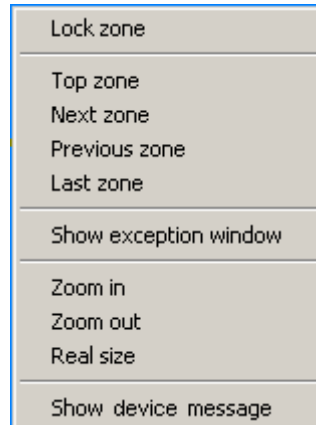 Lock zone
Top zone
Next zone
Previous zone
Last zone
Show exception window
Zoom in
Zoom out
Real size
Show device message